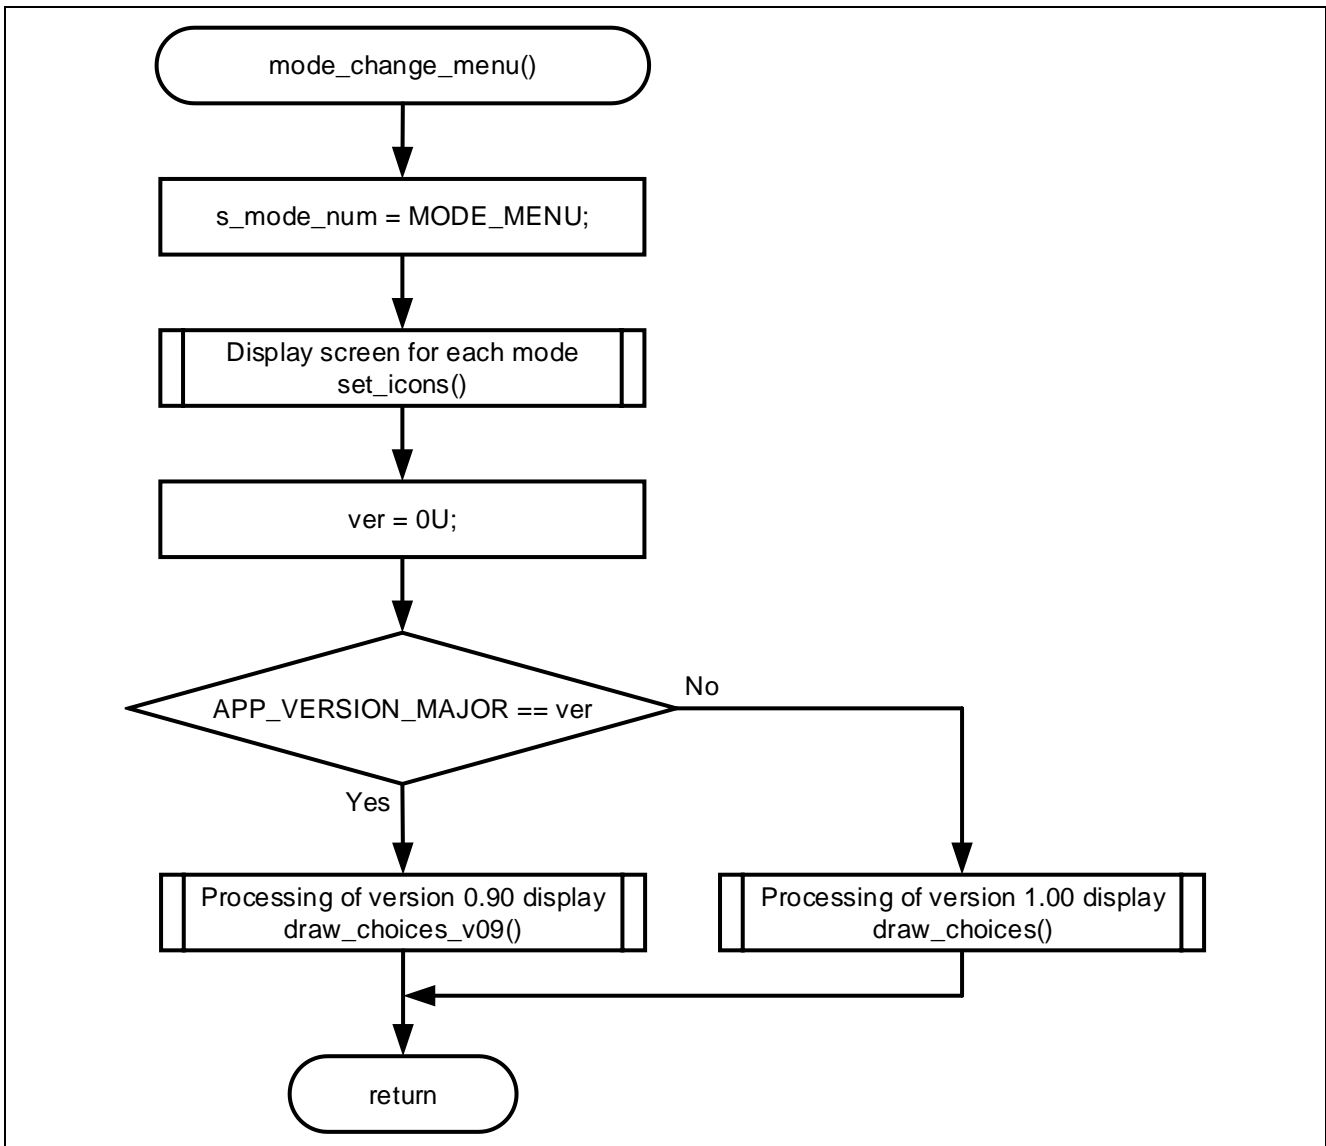 mode_change_menu()
s_mode_num = MODE_MENU;
Display screen for each mode
set_icons()
ver = 0U;
APP_VERSION_MAJOR == ver
No
Yes
Processing of version 0.90 display
draw_choices_v09()
Processing of version 1.00 display
draw_choices()
return